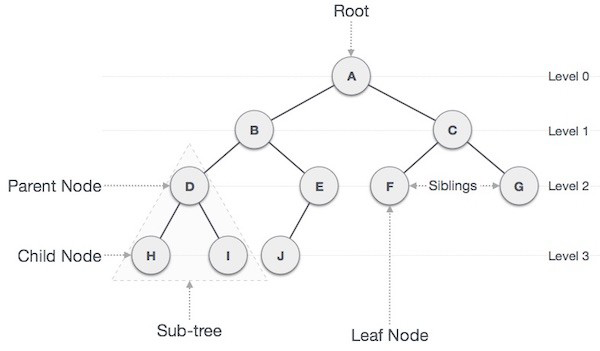 Root
A
Level 0
B
C
Level 1
Parent Node
D
E
F
Siblings
G
Level 2
Child Node
H
I
J
Level 3
Sub-tree
Leaf Node